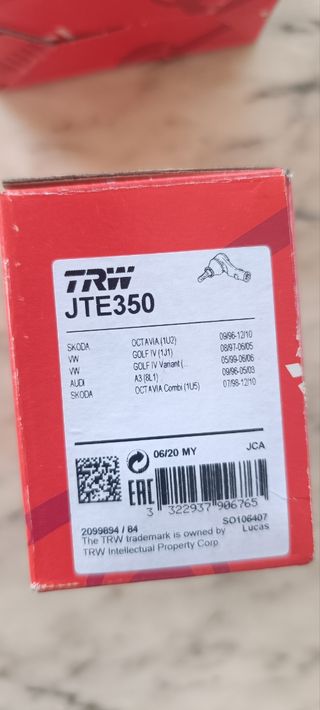 TRW
JTE350
SKODA OCTAVIA (1U2) 09/96-12/10
VW GOLF IV (1J1) 08/97-06/05
VW GOLF IV Variant (... 05/99-06/06
AUDI A3 (8L1) 09/96-05/03
SKODA OCTAVIA Combi (1U5) 07/98-12/10
06/20 MY JCA
EAC
3 322937 906765
2099894 / 84 SO106407
The TRW trademark is owned by Lucas
TRW Intellectual Property Corp.